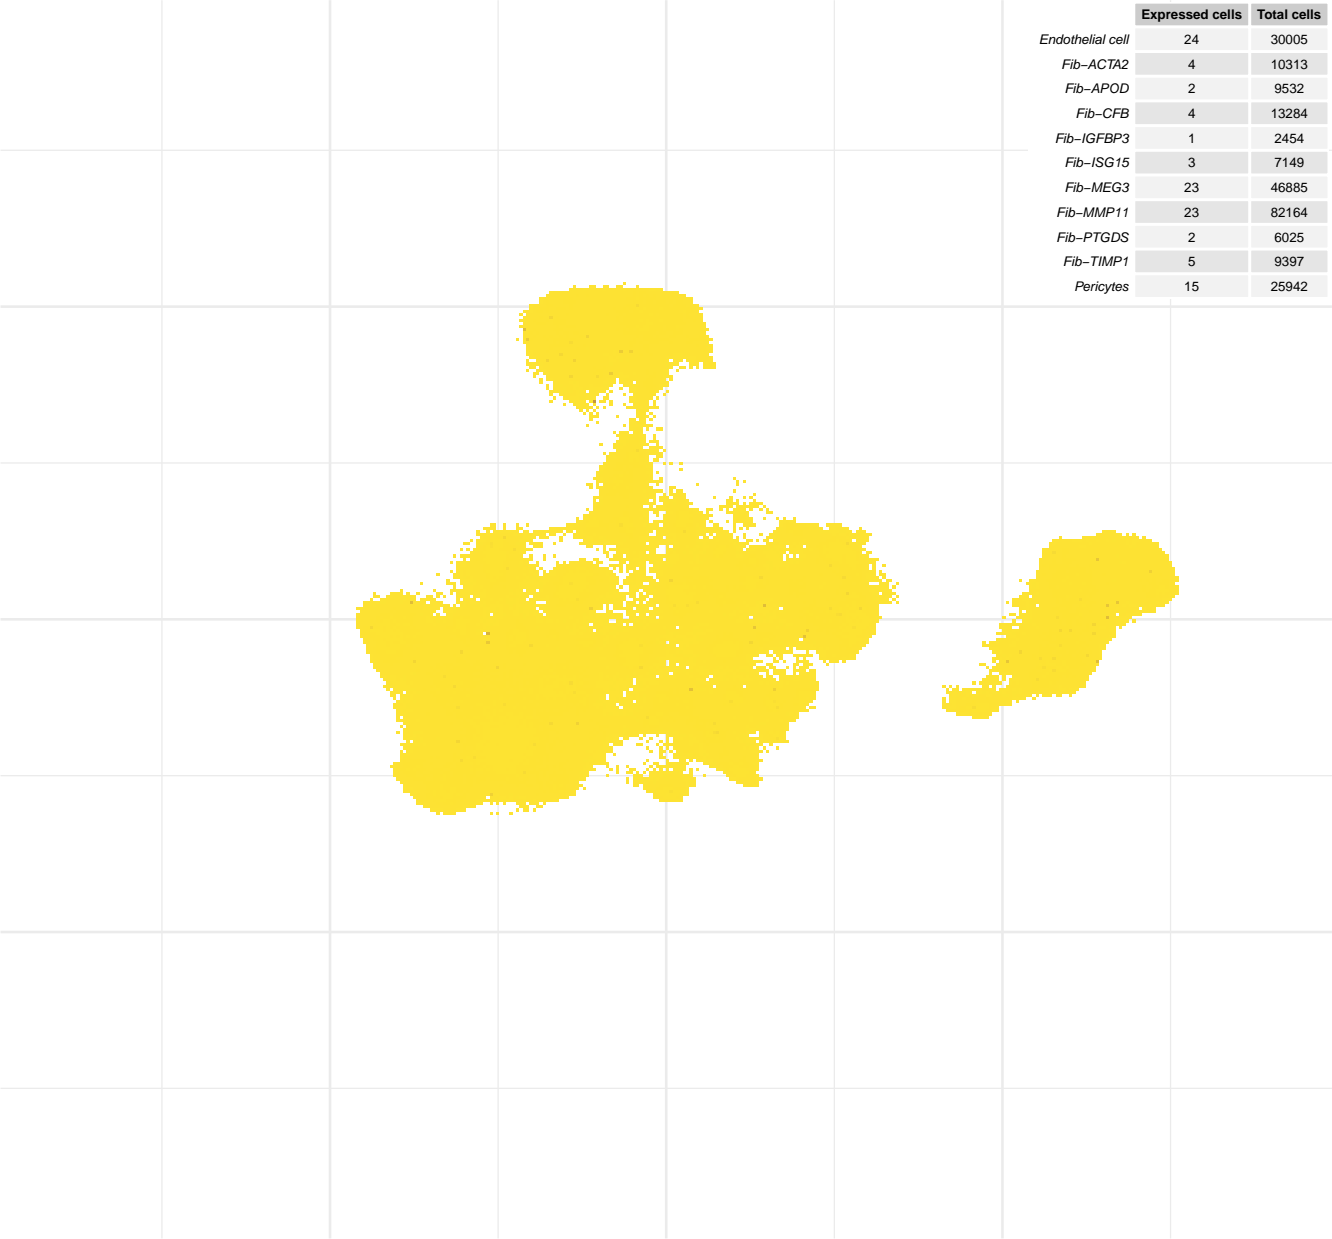 Expressed cells Total cells
Endothelial cell 24 30005
Fib−ACTA2 4 10313
Fib−APOD 2 9532
Fib−CFB 4 13284
Fib−IGFBP3 1 2454
Fib−ISG15 3 7149
Fib−MEG3 23 46885
Fib−MMP11 23 82164
Fib−PTGDS 2 6025
Fib−TIMP1 5 9397
Pericytes 15 25942